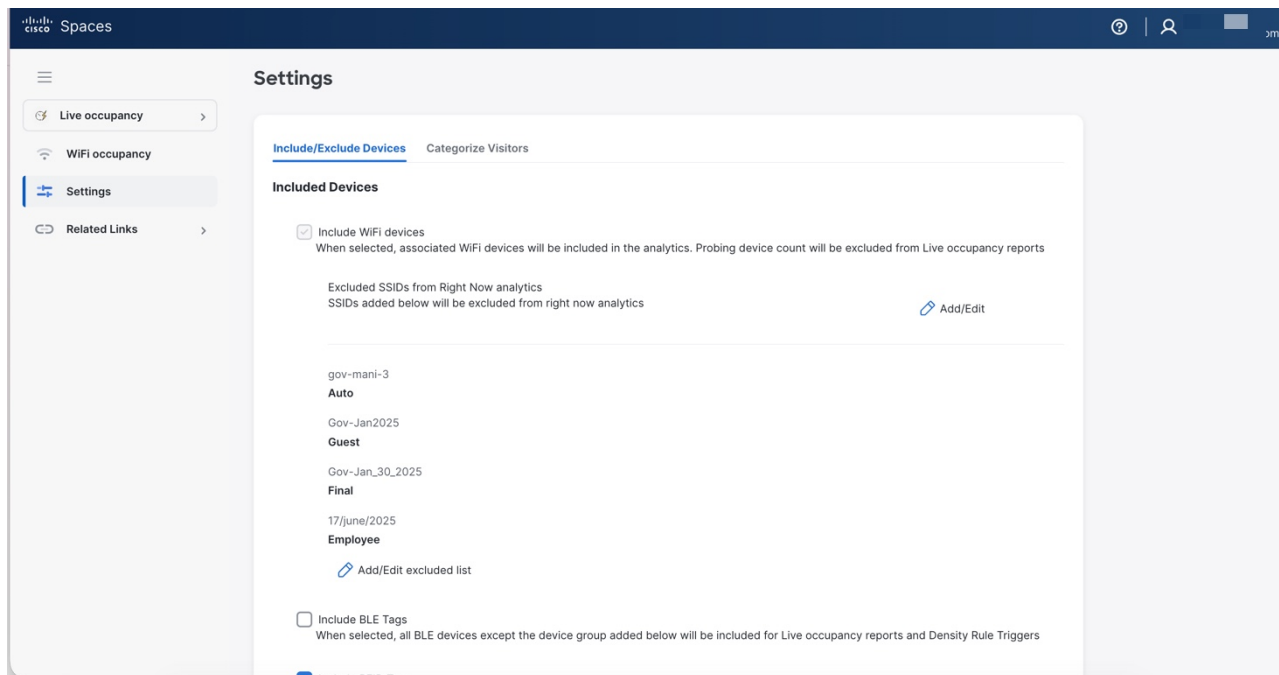 cisco Spaces
om
Settings
Live occupancy
WiFi occupancy
Settings
Related Links
Include/Exclude Devices Categorize Visitors
Included Devices
Include WiFi devices
When selected, associated WiFi devices will be included in the analytics. Probing device count will be excluded from Live occupancy reports
Excluded SSIDs from Right Now analytics
SSIDs added below will be excluded from right now analytics
Add/Edit
gov-mani-3
Auto
Gov-Jan2025
Guest
Gov-Jan_30_2025
Final
17/june/2025
Employee
Add/Edit excluded list
Include BLE Tags
When selected, all BLE devices except the device group added below will be included for Live occupancy reports and Density Rule Triggers